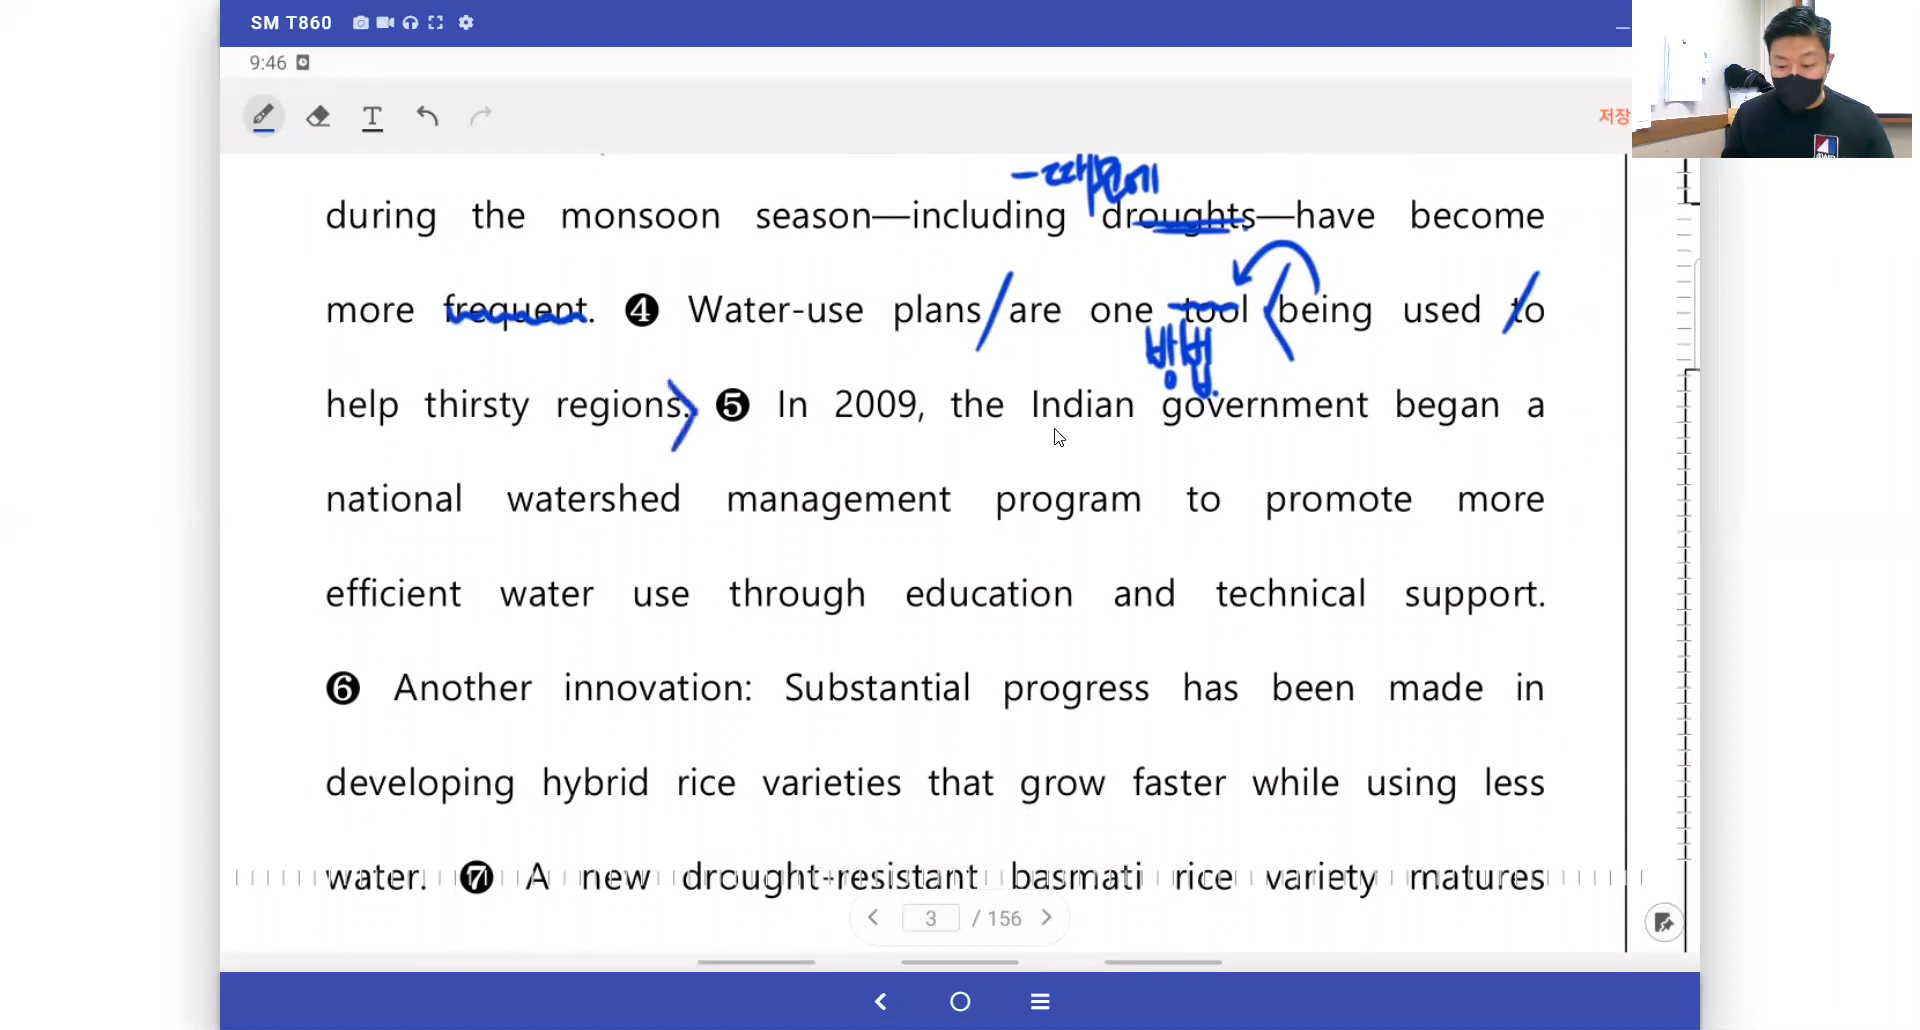 SM T860
9:46
저장
-때문에
during the monsoon season—including droughts—have become
more frequent. ❹ Water-use plans are one tool being used to
방법
help thirsty regions. ❺ In 2009, the Indian government began a
national watershed management program to promote more
efficient water use through education and technical support.
❻ Another innovation: Substantial progress has been made in
developing hybrid rice varieties that grow faster while using less
water. ❼ A new drought-resistant basmati rice variety matures
3 / 156